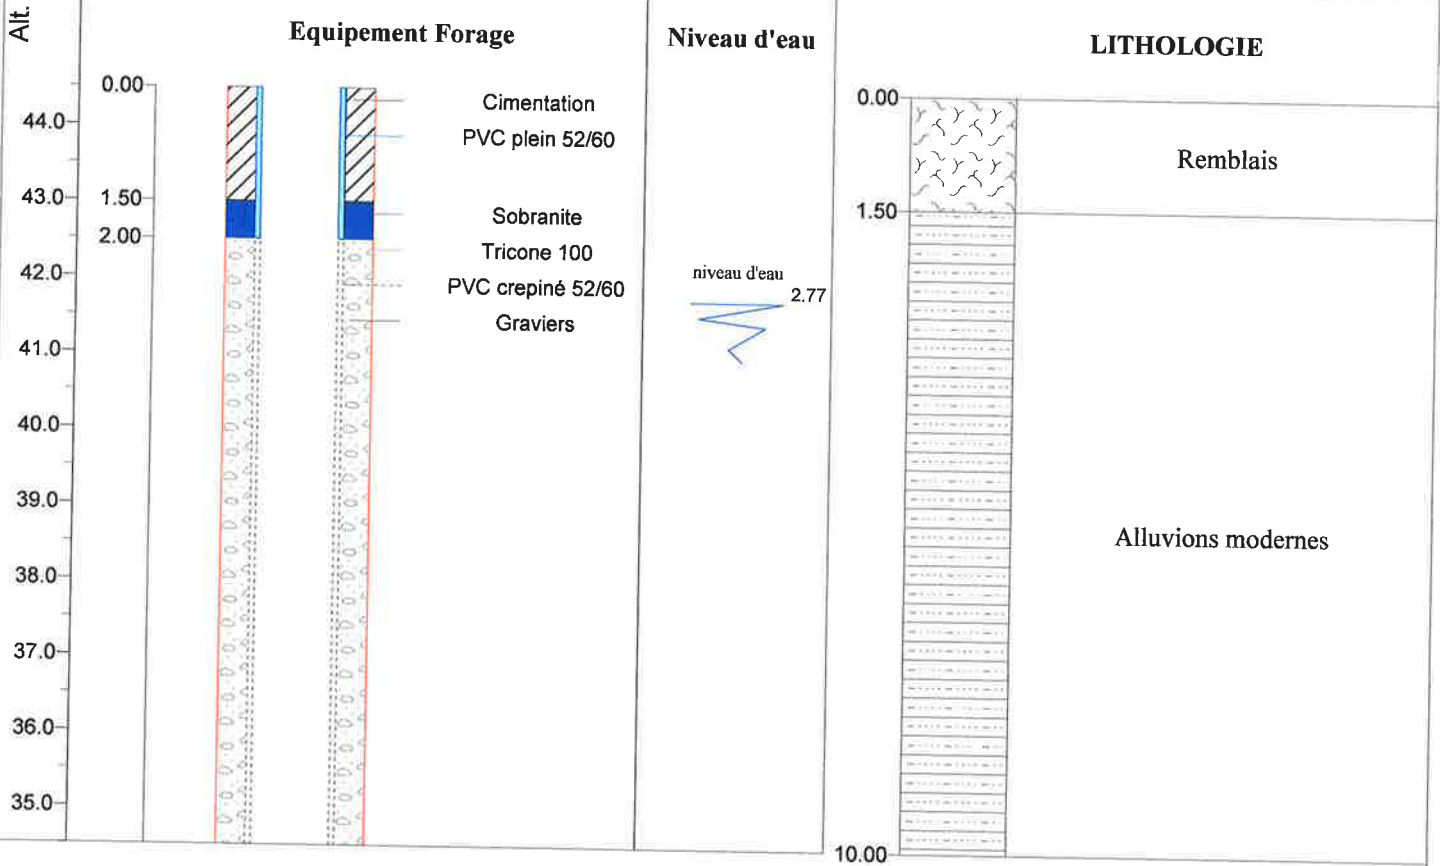 Alt.
Equipement Forage
Niveau d'eau
LITHOLOGIE
0.00
44.0
43.0
1.50
2.00
42.0
41.0
40.0
39.0
38.0
37.0
36.0
35.0
Cimentation
PVC plein 52/60
Sobranite
Tricone 100
PVC crepiné 52/60
Graviers
niveau d'eau
2.77
0.00
1.50
10.00
Remblais
Alluvions modernes